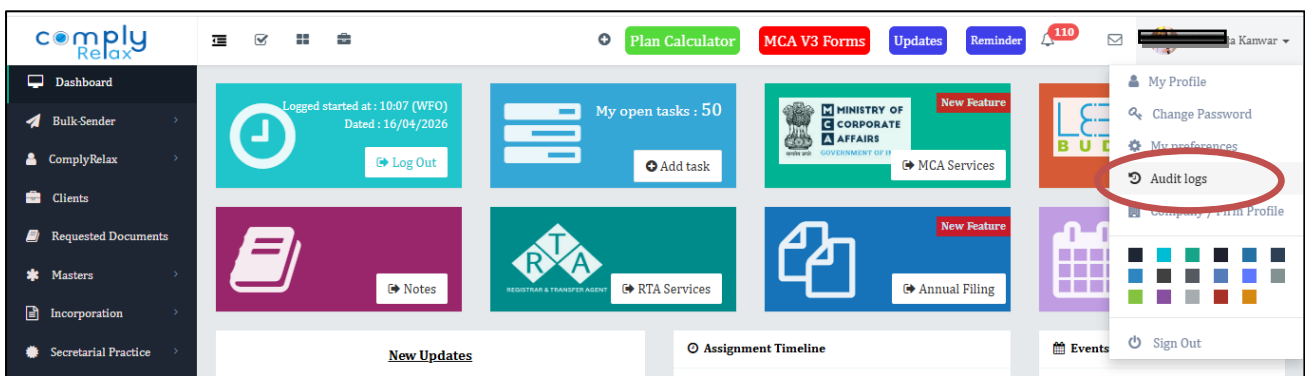 comply
Relax
Plan Calculator
MCA V3 Forms
Updates
Reminder
110
Kanwar
Dashboard
Bulk-Sender
ComplyRelax
Clients
Requested Documents
Masters
Incorporation
Secretarial Practice
Logged started at : 10:07 (WFO)
Dated : 16/04/2026
Log Out
My open tasks : 50
Add task
New Feature
MINISTRY OF
CORPORATE
AFFAIRS
GOVERNMENT OF
MCA Services
Notes
RTA
REGISTRAR & TRANSFER AGENT
RTA Services
New Feature
Annual Filing
New Updates
Assignment Timeline
Events
My Profile
Change Password
My preferences
Audit logs
Company / Firm Profile
Sign Out